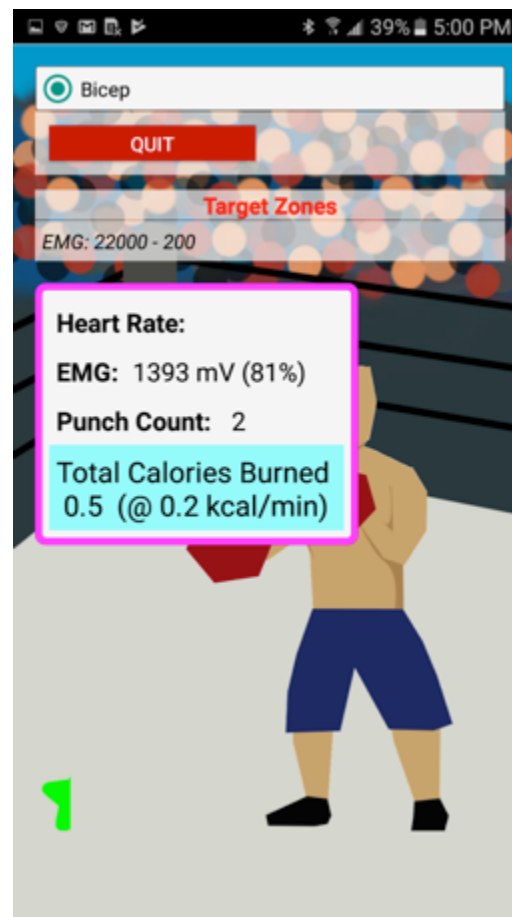 39% 5:00 PM
Bicep
QUIT
Target Zones
EMG: 22000 - 200
Heart Rate:
EMG: 1393 mV (81%)
Punch Count: 2
Total Calories Burned
0.5 (@ 0.2 kcal/min)